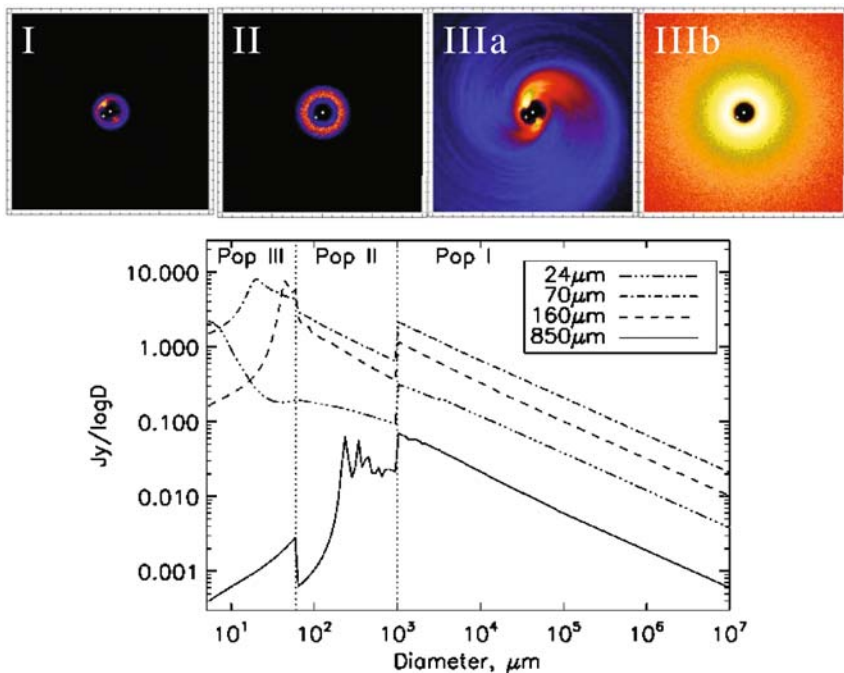 I II IIIa IIIb
Pop III Pop II Pop I
24μm
70μm
160μm
850μm
10.000
1.000
0.100
0.010
0.001
Jy/logD
10¹ 10² 10³ 10⁴ 10⁵ 10⁶ 10⁷
Diameter, μm